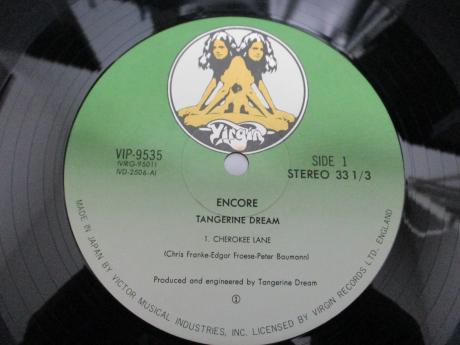 Virgin
VIP-9535
(VIRG-9501)
(VD-2506-A)
SIDE 1
STEREO 33 1/3
ENCORE
TANGERINE DREAM
1. CHEROKEE LANE
(Chris Franke-Edgar Froese-Peter Baumann)
Produced and engineered by Tangerine Dream
MADE IN JAPAN BY VICTOR MUSICAL INDUSTRIES, INC. LICENSED BY VIRGIN RECORDS LTD. ENGLAND.